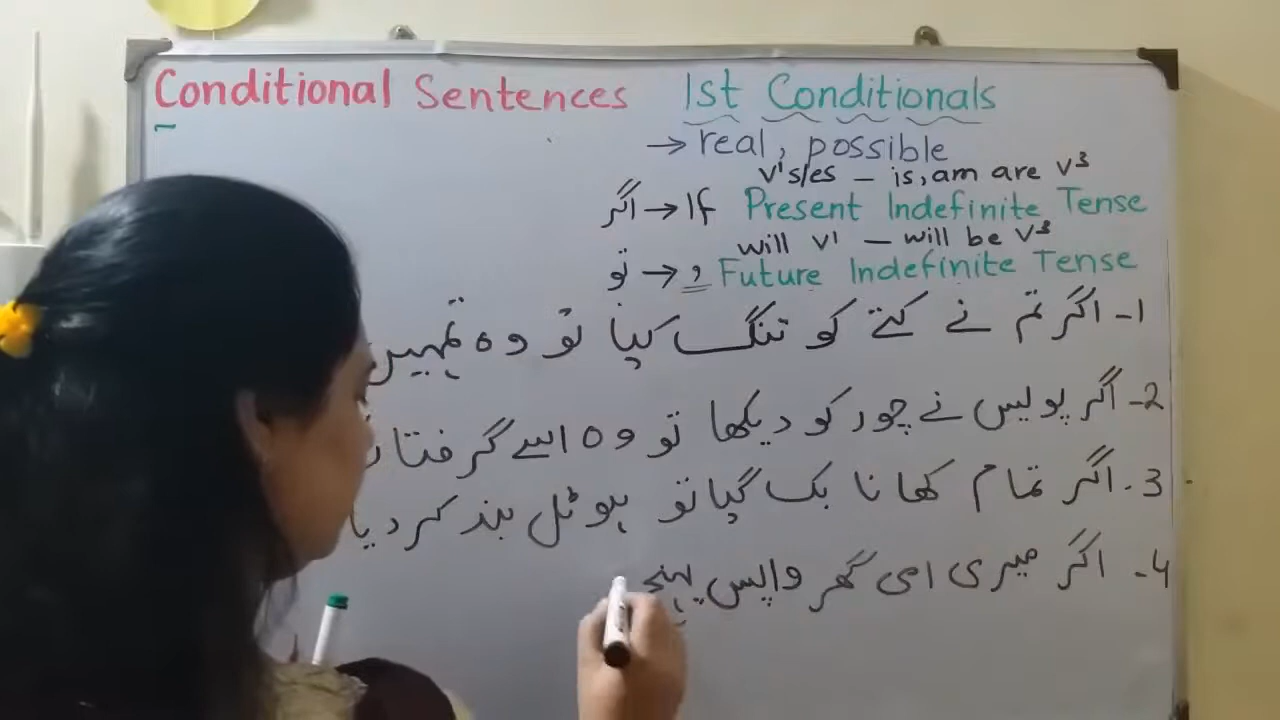 Conditional Sentences 1st Conditionals
→ real, possible
v¹s/es – is, am are v³
اگر → If Present Indefinite Tense
will v¹ – will be v³
تو → , Future Indefinite Tense
1- اگر تم نے کتے کو تنگ کیا تو وہ تمہیں
2- اگر پولیس نے چور کو دیکھا تو وہ اسے گرفتا
3- اگر تمام کھانا بک گیا تو ہوٹل بند کر دیا
4- اگر میری امی گھر واپس پہنچ